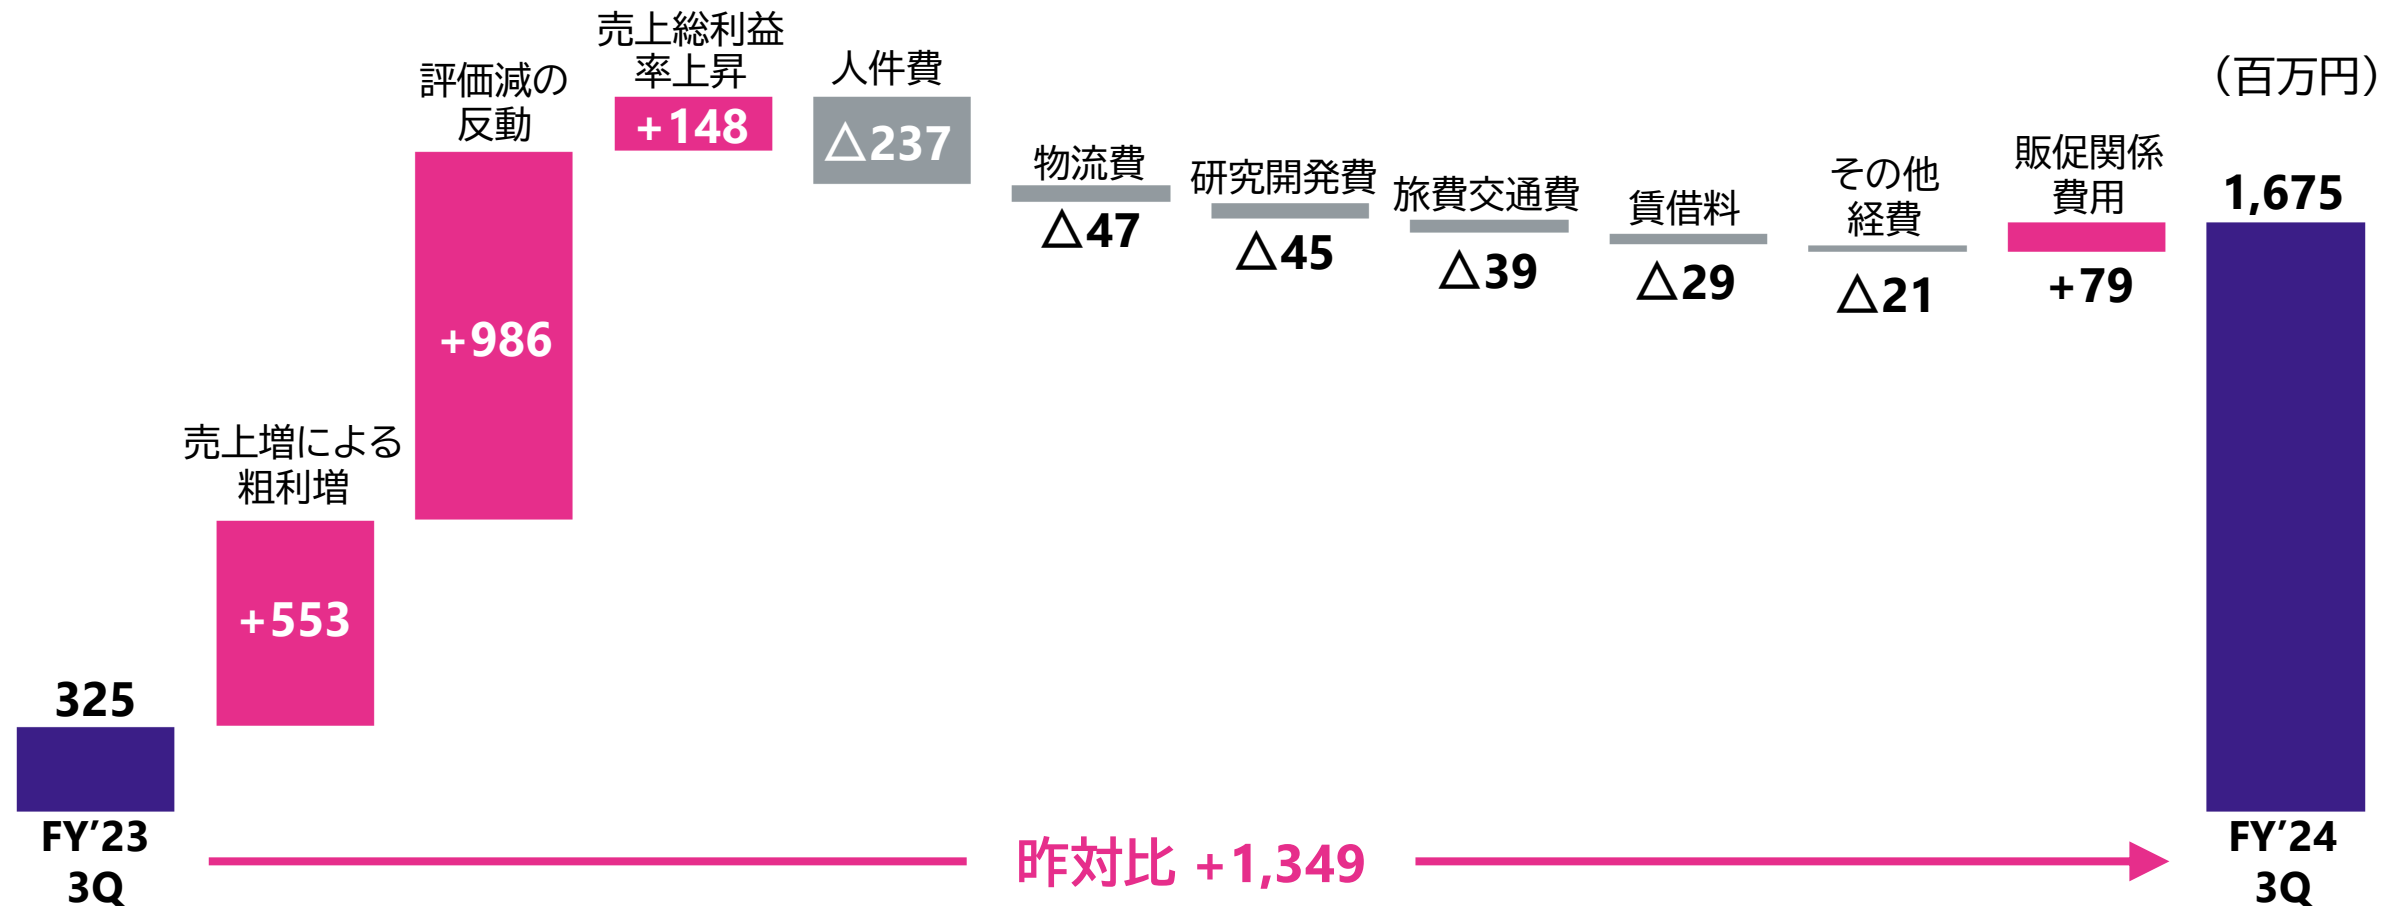 （百万円）
325
FY’23
3Q
売上増による
粗利増
+553
評価減の
反動
+986
売上総利益
率上昇
+148
人件費
△237
物流費
△47
研究開発費
△45
旅費交通費
△39
賃借料
△29
その他
経費
△21
販促関係
費用
+79
1,675
FY’24
3Q
昨対比 +1,349